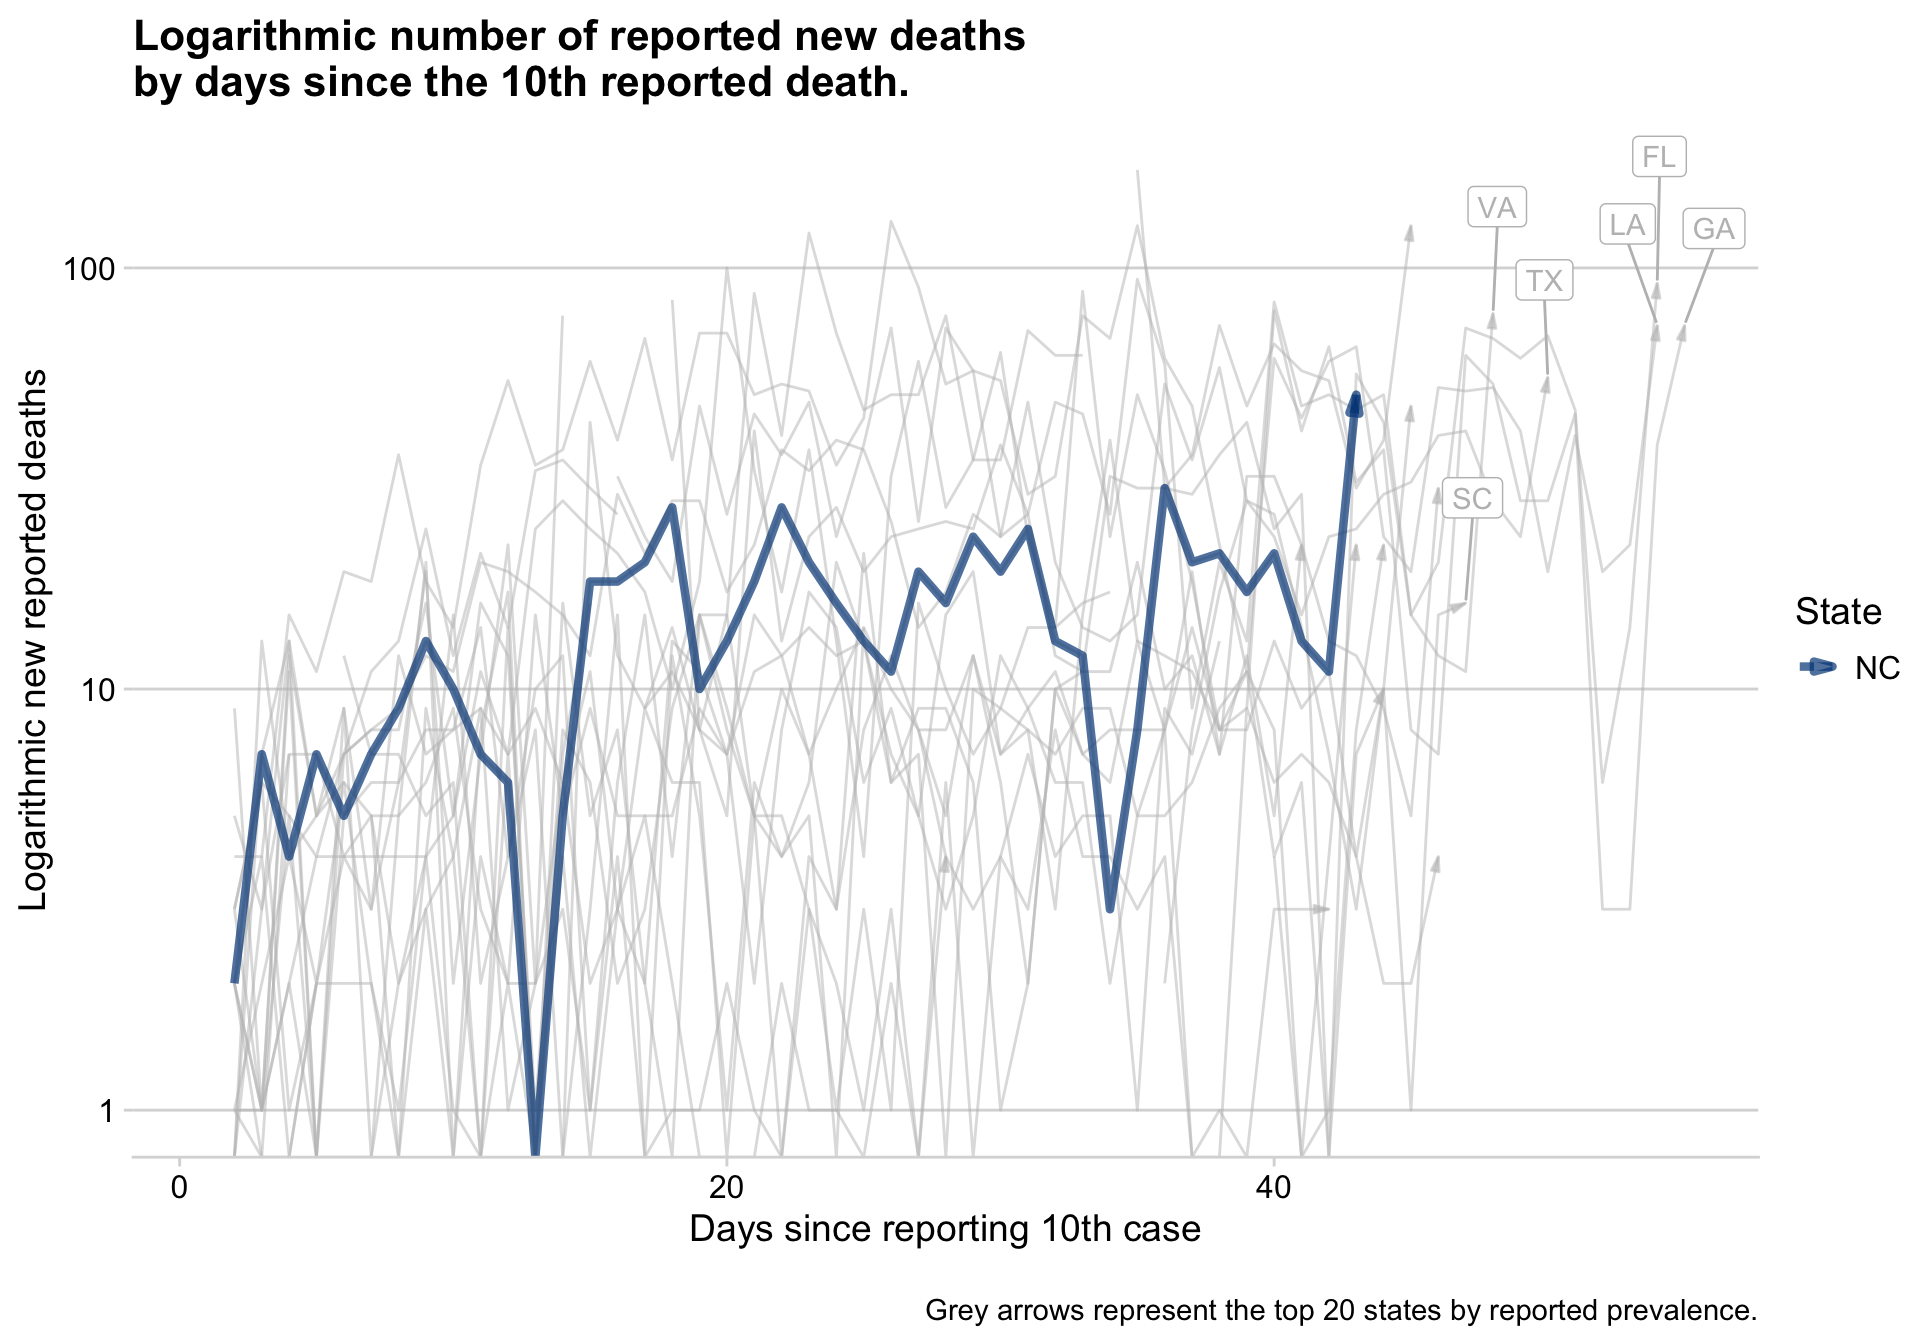 Logarithmic number of reported new deaths
by days since the 10th reported death.
FL
VA
LA
GA
100
TX
SC
10
1
Logarithmic new reported deaths
State
NC
0
20
40
Days since reporting 10th case
Grey arrows represent the top 20 states by reported prevalence.